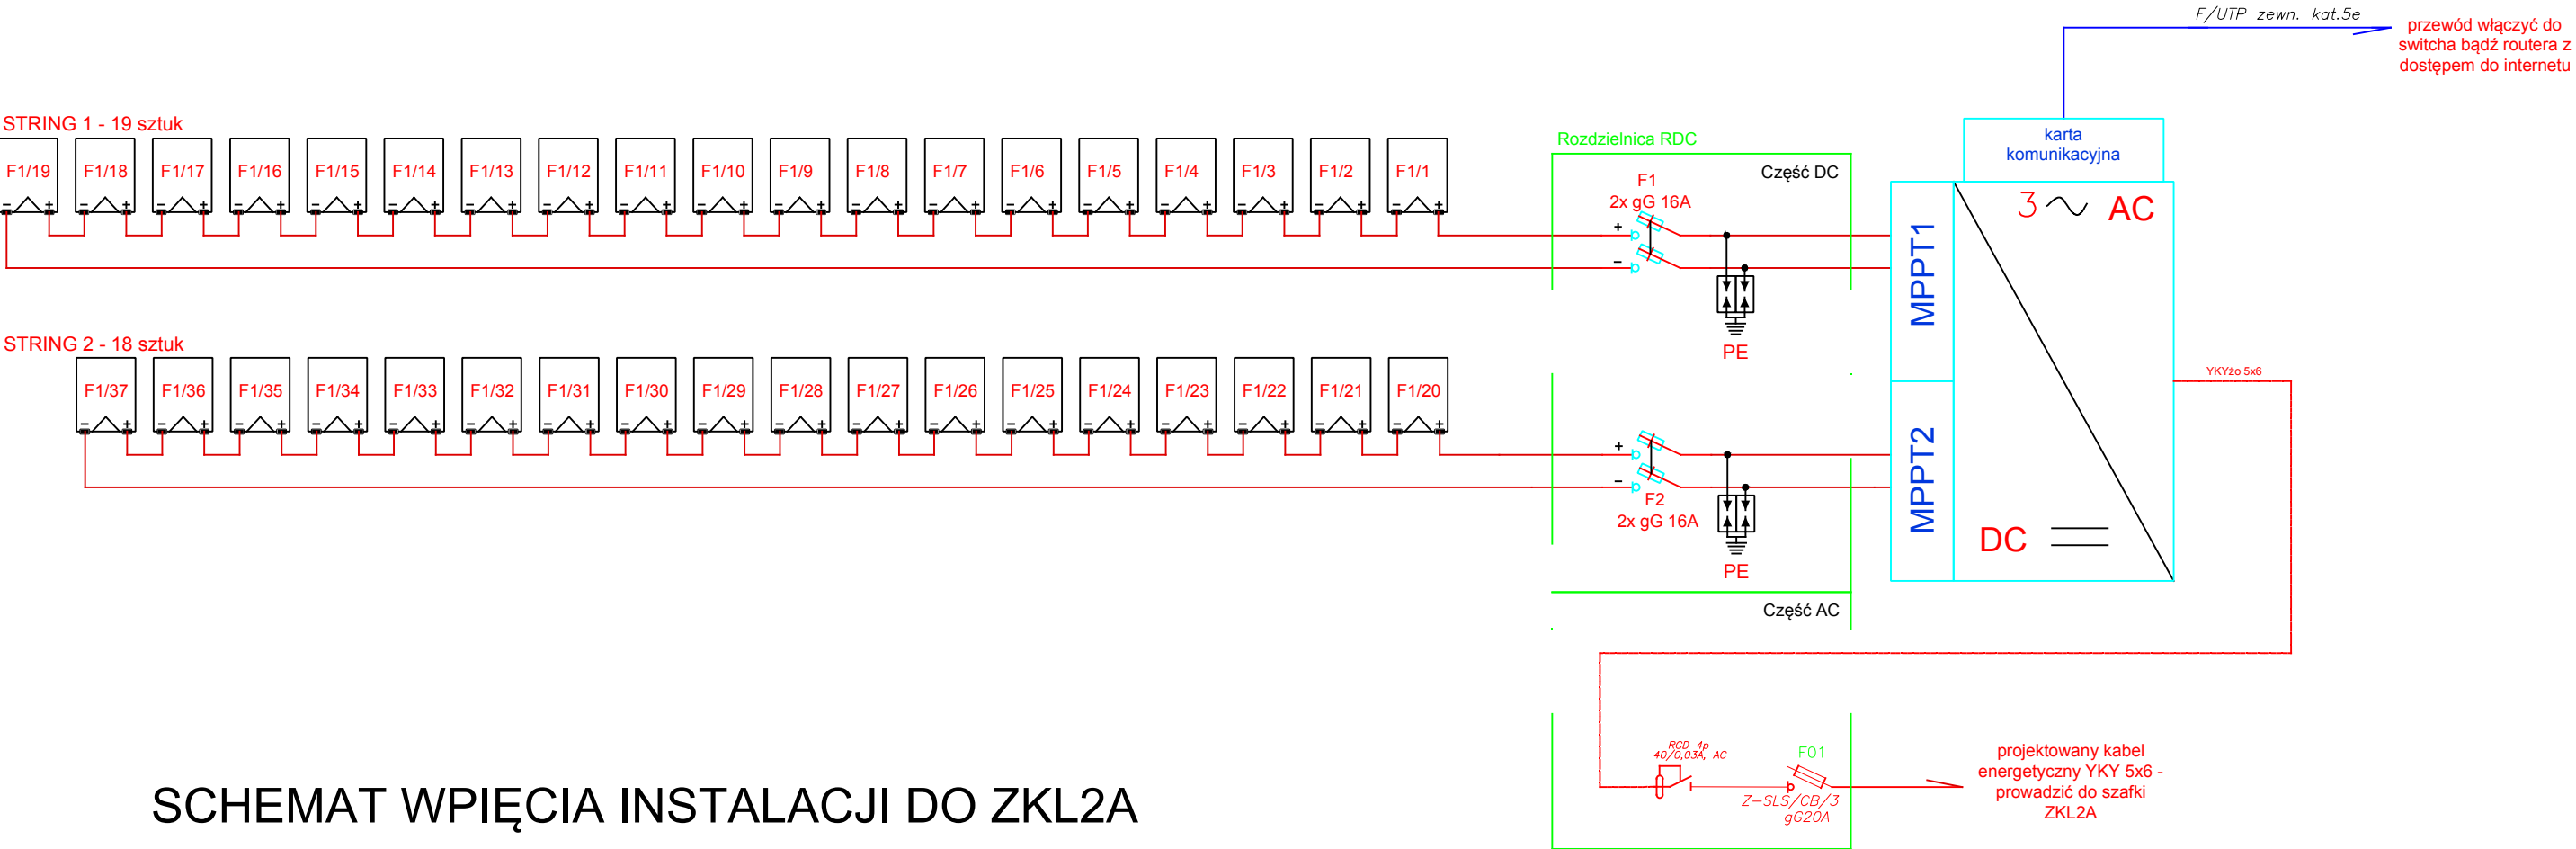 F/UTP zewn. kat.5e
przewód włączyć do
switcha bądź routera z
dostępem do internetu
STRING 1 - 19 sztuk
F1/19 F1/18 F1/17 F1/16 F1/15 F1/14 F1/13 F1/12 F1/11 F1/10 F1/9 F1/8 F1/7 F1/6 F1/5 F1/4 F1/3 F1/2 F1/1
Rozdzielnica RDC
Część DC
F1
2x gG 16A
+
−
PE
karta
komunikacyjna
3 AC
MPPT1
STRING 2 - 18 sztuk
F1/37 F1/36 F1/35 F1/34 F1/33 F1/32 F1/31 F1/30 F1/29 F1/28 F1/27 F1/26 F1/25 F1/24 F1/23 F1/22 F1/21 F1/20
+
−
F2
2x gG 16A
PE
MPPT2
DC
YKYżo 5x6
Część AC
RCD 4p
40/0,03A, AC
F01
Z-SLS/CB/3
gG20A
projektowany kabel
energetyczny YKY 5x6 -
prowadzić do szafki
ZKL2A
SCHEMAT WPIĘCIA INSTALACJI DO ZKL2A